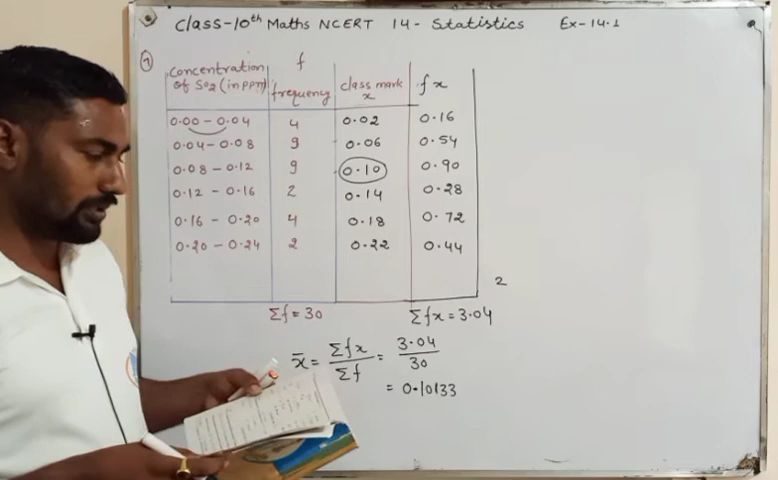 Class-10th Maths NCERT 14- Statistics Ex-14.1
7
Concentration of SO2 (in PPM) f frequency class mark x fx
0.00 - 0.04 4 0.02 0.16
0.04 - 0.08 9 0.06 0.54
0.08 - 0.12 9 0.10 0.90
0.12 - 0.16 2 0.14 0.28
0.16 - 0.20 4 0.18 0.72
0.20 - 0.24 2 0.22 0.44
2
Σf = 30 Σfx = 3.04
x̄ = Σfx / Σf = 3.04 / 30
= 0.10133